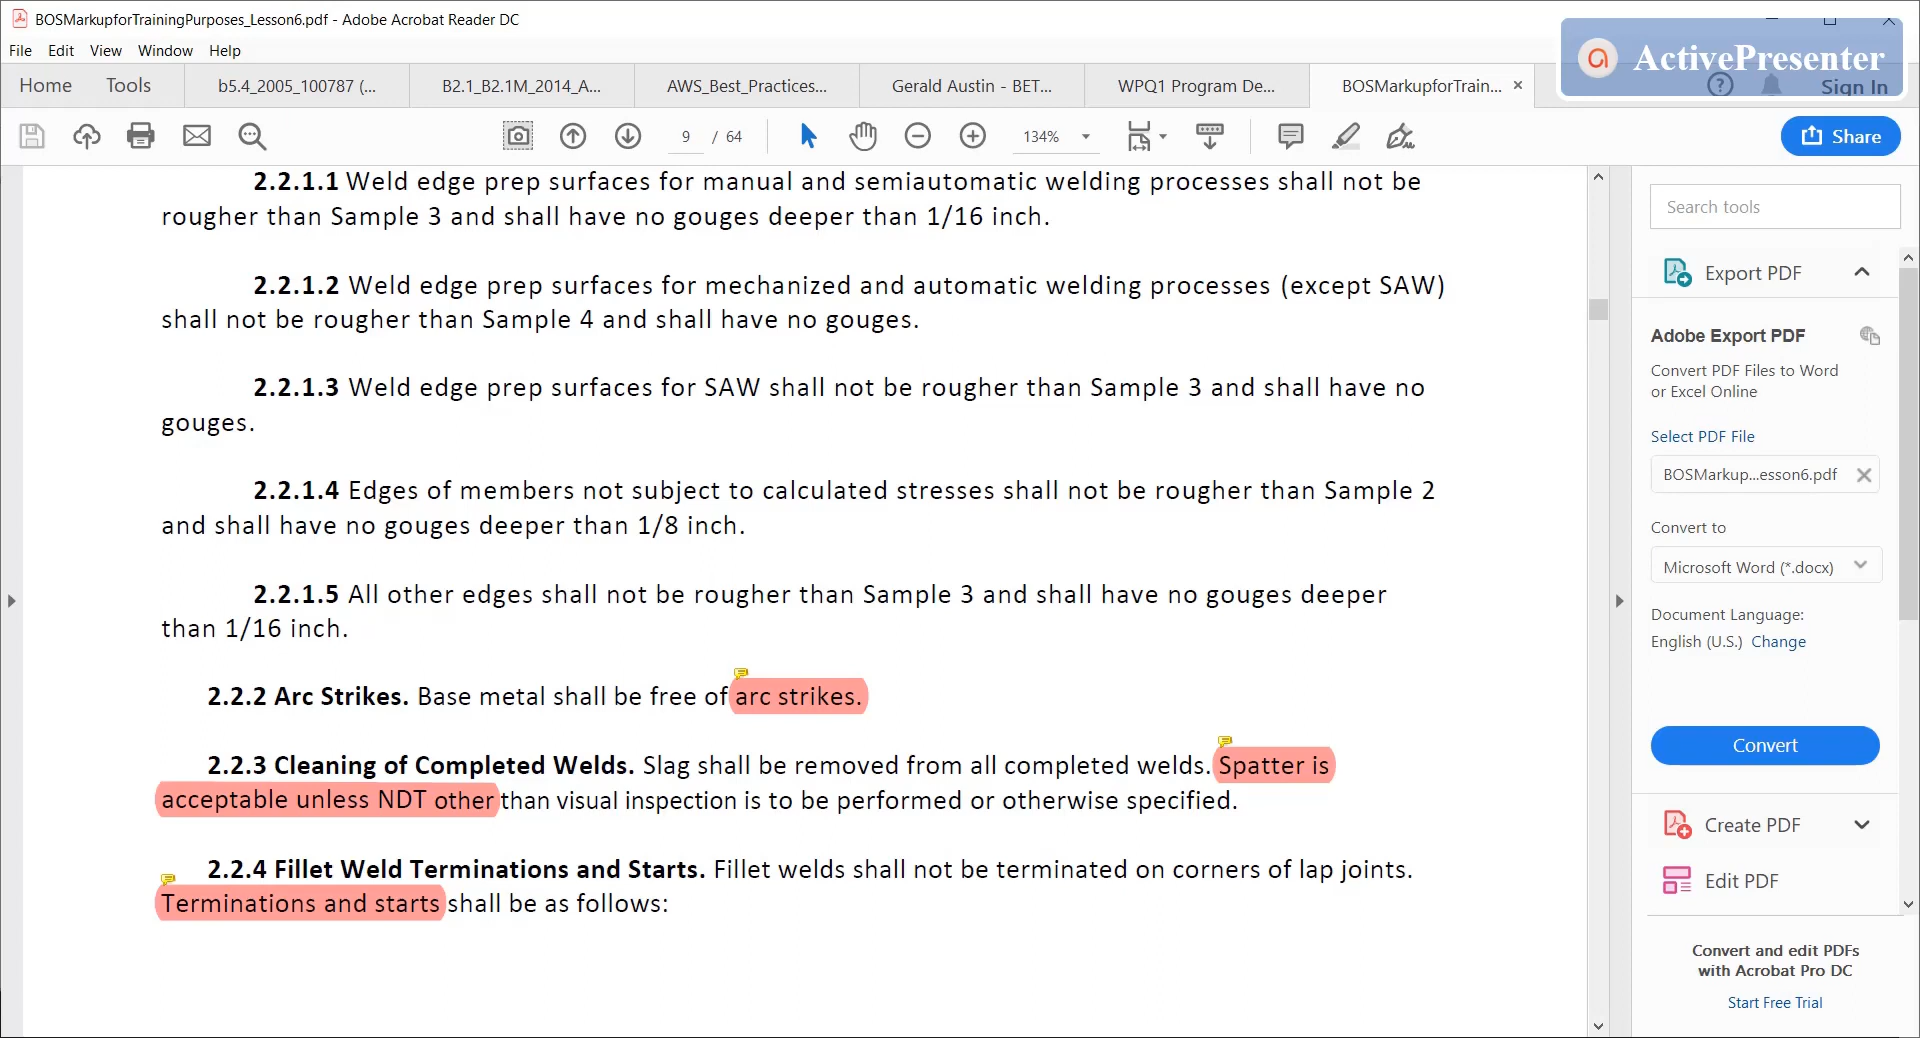 BOSMarkupforTrainingPurposes_Lesson6.pdf - Adobe Acrobat Reader DC
File Edit View Window Help
ActivePresenter
Home Tools b5.4_2005_100787 (... B2.1_B2.1M_2014_A... AWS_Best_Practices... Gerald Austin - BET... WPQ1 Program De... BOSMarkupforTrain... × Sign In
9 / 64 134% Share
2.2.1.1 Weld edge prep surfaces for manual and semiautomatic welding processes shall not be
rougher than Sample 3 and shall have no gouges deeper than 1/16 inch.
2.2.1.2 Weld edge prep surfaces for mechanized and automatic welding processes (except SAW)
shall not be rougher than Sample 4 and shall have no gouges.
2.2.1.3 Weld edge prep surfaces for SAW shall not be rougher than Sample 3 and shall have no
gouges.
2.2.1.4 Edges of members not subject to calculated stresses shall not be rougher than Sample 2
and shall have no gouges deeper than 1/8 inch.
2.2.1.5 All other edges shall not be rougher than Sample 3 and shall have no gouges deeper
than 1/16 inch.
2.2.2 Arc Strikes. Base metal shall be free of arc strikes.
2.2.3 Cleaning of Completed Welds. Slag shall be removed from all completed welds. Spatter is
acceptable unless NDT other than visual inspection is to be performed or otherwise specified.
2.2.4 Fillet Weld Terminations and Starts. Fillet welds shall not be terminated on corners of lap joints.
Terminations and starts shall be as follows:
Search tools
Export PDF
Adobe Export PDF
Convert PDF Files to Word
or Excel Online
Select PDF File
BOSMarkup...esson6.pdf
Convert to
Microsoft Word (*.docx)
Document Language:
English (U.S.) Change
Convert
Create PDF
Edit PDF
Convert and edit PDFs
with Acrobat Pro DC
Start Free Trial